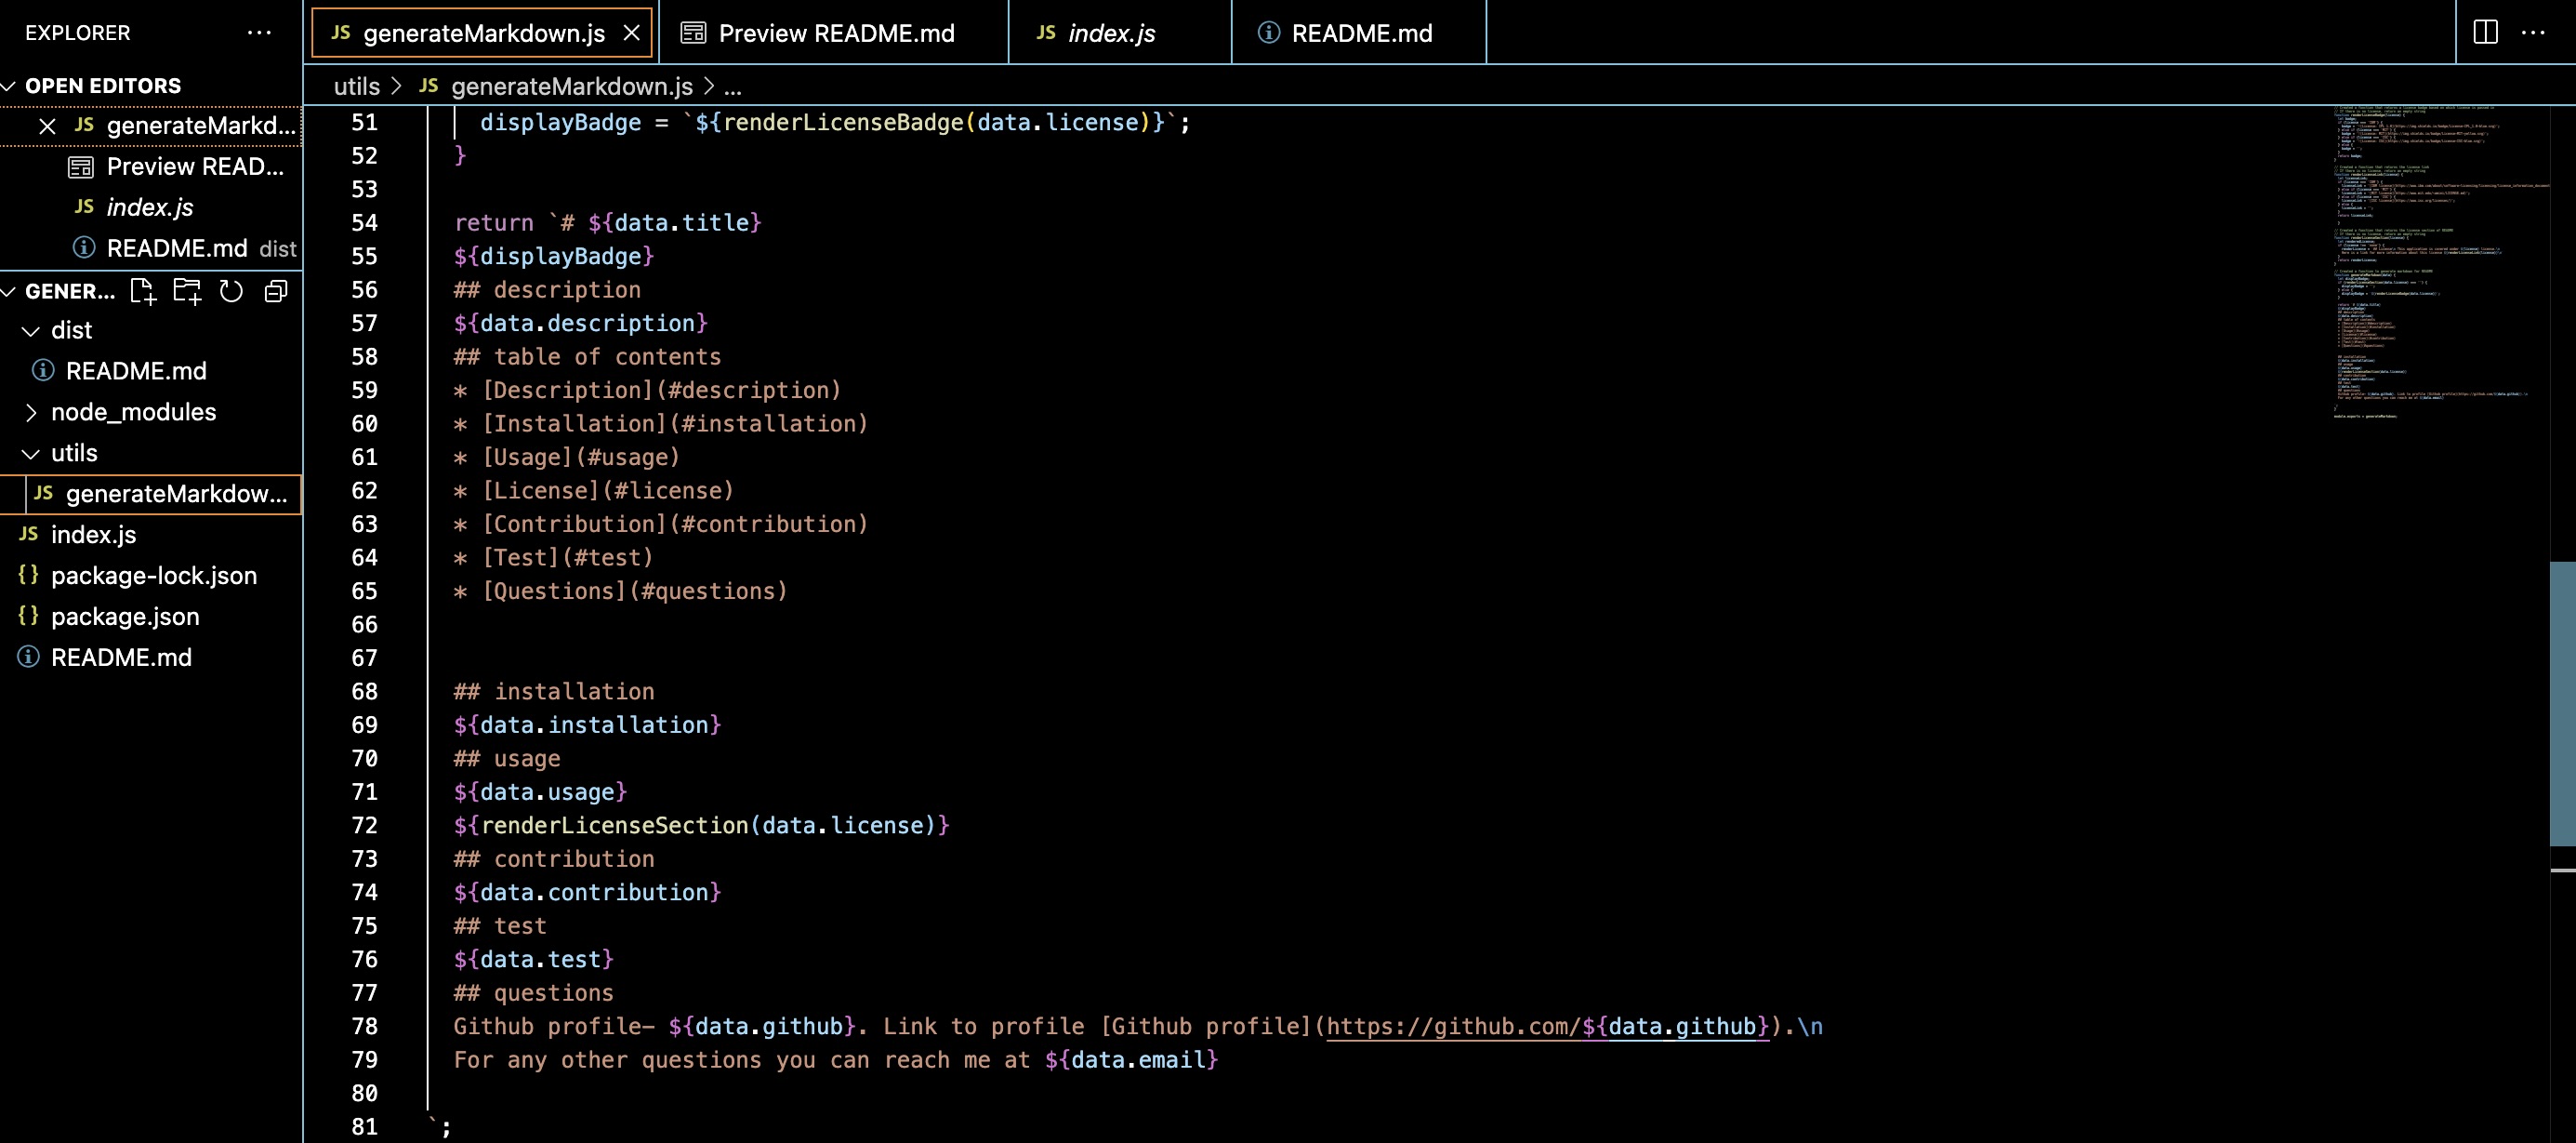 EXPLORER ...
OPEN EDITORS
JS generateMarkd...
Preview READ...
JS index.js
README.md dist
GENER...
dist
README.md
node_modules
utils
JS generateMarkdow...
JS index.js
{} package-lock.json
{} package.json
README.md
JS generateMarkdown.js
Preview README.md
JS index.js
README.md
utils > JS generateMarkdown.js > ...
51 displayBadge = `${renderLicenseBadge(data.license)}`;
52 }
53
54 return `# ${data.title}
55 ${displayBadge}
56 ## description
57 ${data.description}
58 ## table of contents
59 * [Description](#description)
60 * [Installation](#installation)
61 * [Usage](#usage)
62 * [License](#license)
63 * [Contribution](#contribution)
64 * [Test](#test)
65 * [Questions](#questions)
66
67
68 ## installation
69 ${data.installation}
70 ## usage
71 ${data.usage}
72 ${renderLicenseSection(data.license)}
73 ## contribution
74 ${data.contribution}
75 ## test
76 ${data.test}
77 ## questions
78 Github profile- ${data.github}. Link to profile [Github profile](https://github.com/${data.github}).\n
79 For any other questions you can reach me at ${data.email}
80
81 `;